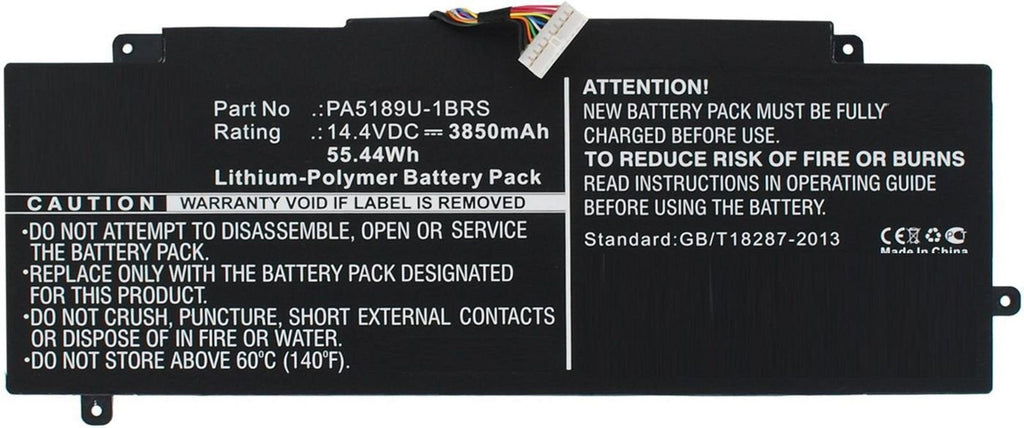 Part No .:PA5189U-1BRS
Rating .:14.4VDC⎓3850mAh
55.44Wh
Lithium-Polymer Battery Pack
CAUTION WARRANTY VOID IF LABEL IS REMOVED
·DO NOT ATTEMPT TO DISASSEMBLE, OPEN OR SERVICE
THE BATTERY PACK.
·REPLACE ONLY WITH THE BATTERY PACK DESIGNATED
FOR THIS PRODUCT.
·DO NOT CRUSH, PUNCTURE, SHORT EXTERNAL CONTACTS
OR DISPOSE OF IN FIRE OR WATER.
·DO NOT STORE ABOVE 60ºC (140ºF).
ATTENTION!
NEW BATTERY PACK MUST BE FULLY
CHARGED BEFORE USE.
TO REDUCE RISK OF FIRE OR BURNS
READ INSTRUCTIONS IN OPERATING GUIDE
BEFORE USING THE BATTERY.
Standard:GB/T18287-2013
CE
Made In China